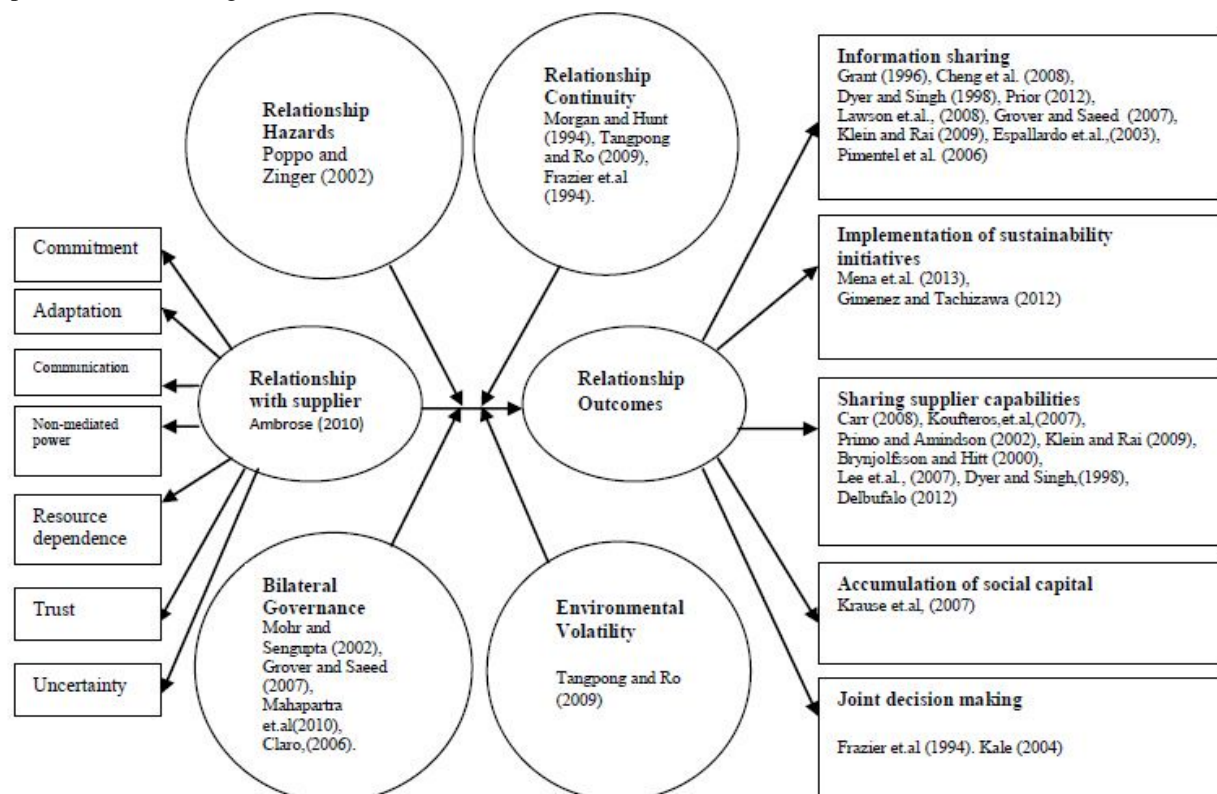 Relationship
Hazards
Poppo and
Zinger (2002)
Relationship
Continuity
Morgan and Hunt
(1994), Tangpong
and Ro (2009),
Frazier et.al
(1994).
Information sharing
Grant (1996), Cheng et al. (2008),
Dyer and Singh (1998), Prior (2012),
Lawson et.al., (2008), Grover and Saeed (2007),
Klein and Rai (2009), Espallardo et.al.,(2003),
Pimentel et al. (2006)
Implementation of sustainability
initiatives
Mena et.al. (2013),
Gimenez and Tachizawa (2012)
Commitment
Adaptation
Communication
Non-mediated
power
Resource
dependence
Trust
Uncertainty
Relationship
with supplier
Ambrose (2010)
Relationship
Outcomes
Sharing supplier capabilities
Carr (2008), Koufteros,et.al,(2007),
Primo and Amindson (2002), Klein and Rai (2009),
Brynjolfsson and Hitt (2000),
Lee et.al., (2007), Dyer and Singh,(1998),
Delbufalo (2012)
Bilateral
Governance
Mohr and
Sengupta (2002),
Grover and Saeed
(2007),
Mahapartra
et.al(2010),
Claro,(2006).
Environmental
Volatility
Tangpong and Ro
(2009)
Accumulation of social capital
Krause et.al, (2007)
Joint decision making
Frazier et.al (1994). Kale (2004)